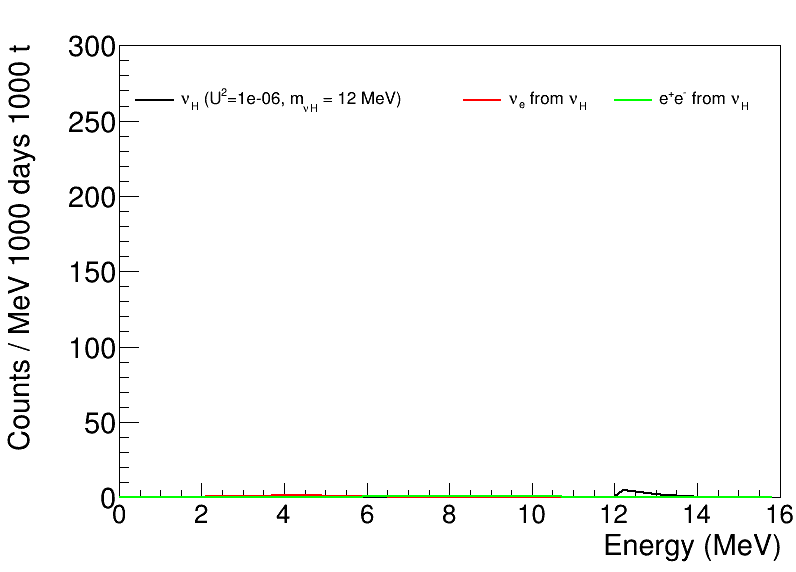 Counts / MeV 1000 days 1000 t
300
250
200
150
100
50
0
νH (U²=1e-06, mνH = 12 MeV)
νe from νH
e⁺e⁻ from νH
0 2 4 6 8 10 12 14 16
Energy (MeV)